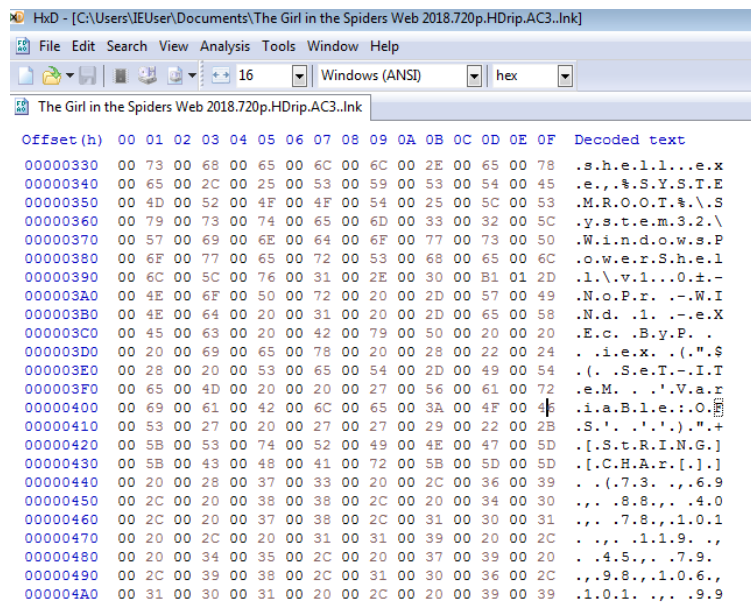 HxD - [C:\Users\IEUser\Documents\The Girl in the Spiders Web 2018.720p.HDrip.AC3..lnk]
File Edit Search View Analysis Tools Window Help
16 Windows (ANSI) hex
The Girl in the Spiders Web 2018.720p.HDrip.AC3..lnk
Offset(h) 00 01 02 03 04 05 06 07 08 09 0A 0B 0C 0D 0E 0F Decoded text
00000330 00 73 00 68 00 65 00 6C 00 6C 00 2E 00 65 00 78 .s.h.e.l.l...e.x
00000340 00 65 00 2C 00 25 00 53 00 59 00 53 00 54 00 45 .e.,.%.S.Y.S.T.E
00000350 00 4D 00 52 00 4F 00 4F 00 54 00 25 00 5C 00 53 .M.R.O.O.T.%.\.S
00000360 00 79 00 73 00 74 00 65 00 6D 00 33 00 32 00 5C .y.s.t.e.m.3.2.\
00000370 00 57 00 69 00 6E 00 64 00 6F 00 77 00 73 00 50 .W.i.n.d.o.w.s.P
00000380 00 6F 00 77 00 65 00 72 00 53 00 68 00 65 00 6C .o.w.e.r.S.h.e.l
00000390 00 6C 00 5C 00 76 00 31 00 2E 00 30 00 B1 01 2D .l.\.v.1...0.±.-
000003A0 00 4E 00 6F 00 50 00 72 00 20 00 2D 00 57 00 49 .N.o.P.r. .-.W.I
000003B0 00 4E 00 64 00 20 00 31 00 20 00 2D 00 65 00 58 .N.d. .1. .-.e.X
000003C0 00 45 00 63 00 20 00 42 00 79 00 50 00 20 00 20 .E.c. .B.y.P. .
000003D0 00 20 00 69 00 65 00 78 00 20 00 28 00 22 00 24 . .i.e.x. .(.".$
000003E0 00 28 00 20 00 53 00 65 00 54 00 2D 00 49 00 54 .(. .S.e.T.-.I.T
000003F0 00 65 00 4D 00 20 00 20 00 27 00 56 00 61 00 72 .e.M. . .'.V.a.r
00000400 00 69 00 61 00 42 00 6C 00 65 00 3A 00 4F 00 46 .i.a.B.l.e.:.O.F
00000410 00 53 00 27 00 20 00 27 00 27 00 29 00 22 00 2B .S.'. .'.'.).".+
00000420 00 5B 00 53 00 74 00 52 00 49 00 4E 00 47 00 5D .[.S.t.R.I.N.G.]
00000430 00 5B 00 43 00 48 00 41 00 72 00 5B 00 5D 00 5D .[.C.H.A.r.[.].]
00000440 00 20 00 28 00 37 00 33 00 20 00 2C 00 36 00 39 . .(.7.3. .,.6.9
00000450 00 2C 00 20 00 38 00 38 00 2C 00 20 00 34 00 30 .,. .8.8.,. .4.0
00000460 00 2C 00 20 00 37 00 38 00 2C 00 31 00 30 00 31 .,. .7.8.,.1.0.1
00000470 00 20 00 2C 00 20 00 31 00 31 00 39 00 20 00 2C . .,. .1.1.9. .,
00000480 00 20 00 34 00 35 00 2C 00 20 00 37 00 39 00 20 . .4.5.,. .7.9.
00000490 00 2C 00 39 00 38 00 2C 00 31 00 30 00 36 00 2C .,.9.8.,.1.0.6.,
000004A0 00 31 00 30 00 31 00 20 00 2C 00 20 00 39 00 39 .1.0.1. .,. .9.9